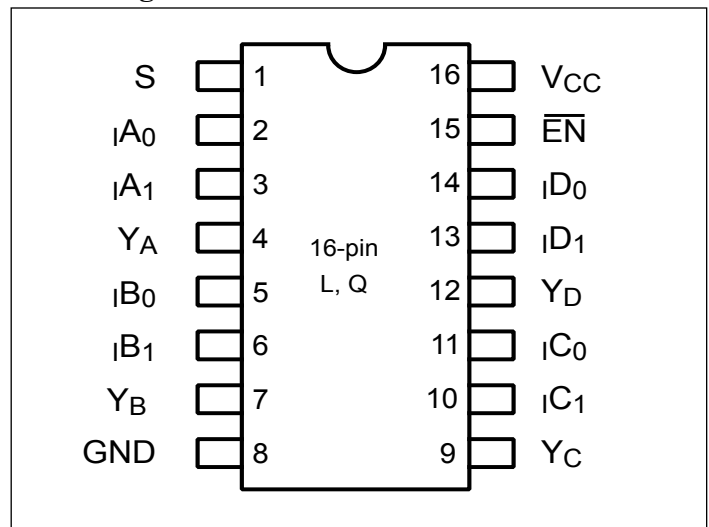 S 1 16 VCC
IA0 2 15 EN
IA1 3 14 ID0
YA 4 13 ID1
16-pin
L, Q
IB0 5 12 YD
IB1 6 11 IC0
YB 7 10 IC1
GND 8 9 YC